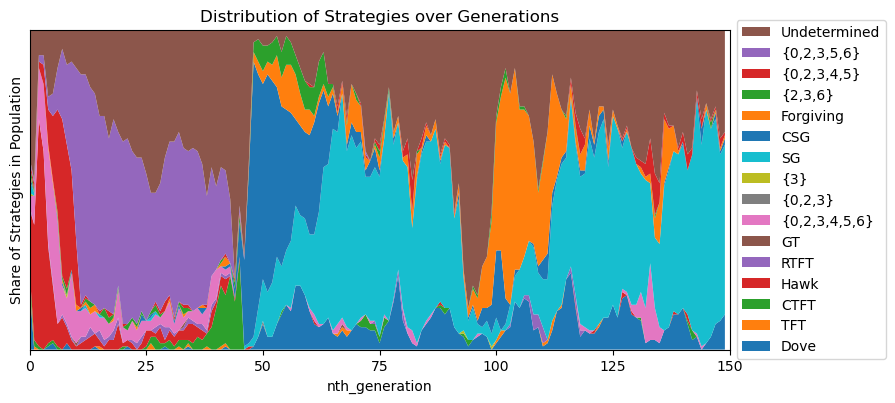 Distribution of Strategies over Generations
Share of Strategies in Population
0
25
50
75
100
125
150
nth_generation
Undetermined
{0,2,3,5,6}
{0,2,3,4,5}
{2,3,6}
Forgiving
CSG
SG
{3}
{0,2,3}
{0,2,3,4,5,6}
GT
RTFT
Hawk
CTFT
TFT
Dove